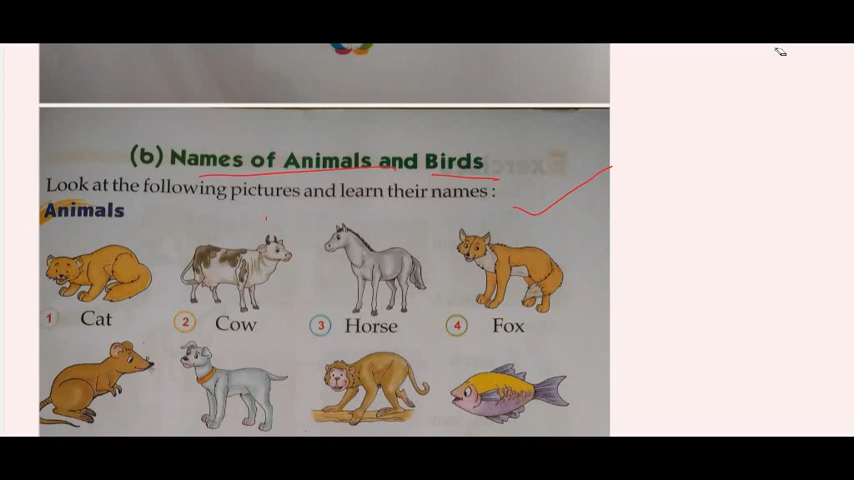 (b) Names of Animals and Birds
Look at the following pictures and learn their names :
Animals
1 Cat
2 Cow
3 Horse
4 Fox